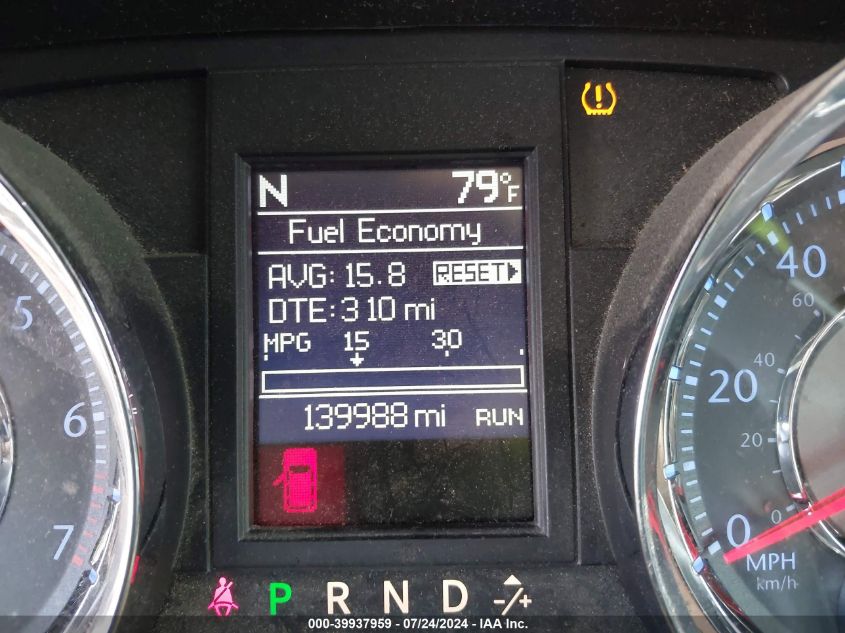 N 79°F
Fuel Economy
AVG: 15.8 RESET
DTE: 310 mi
MPG 15 30
139988 mi RUN
5
6
7
40
60
20
40
20
0
0
MPH
km/h
P R N D -/+
000-39937959 - 07/24/2024 - IAA Inc.